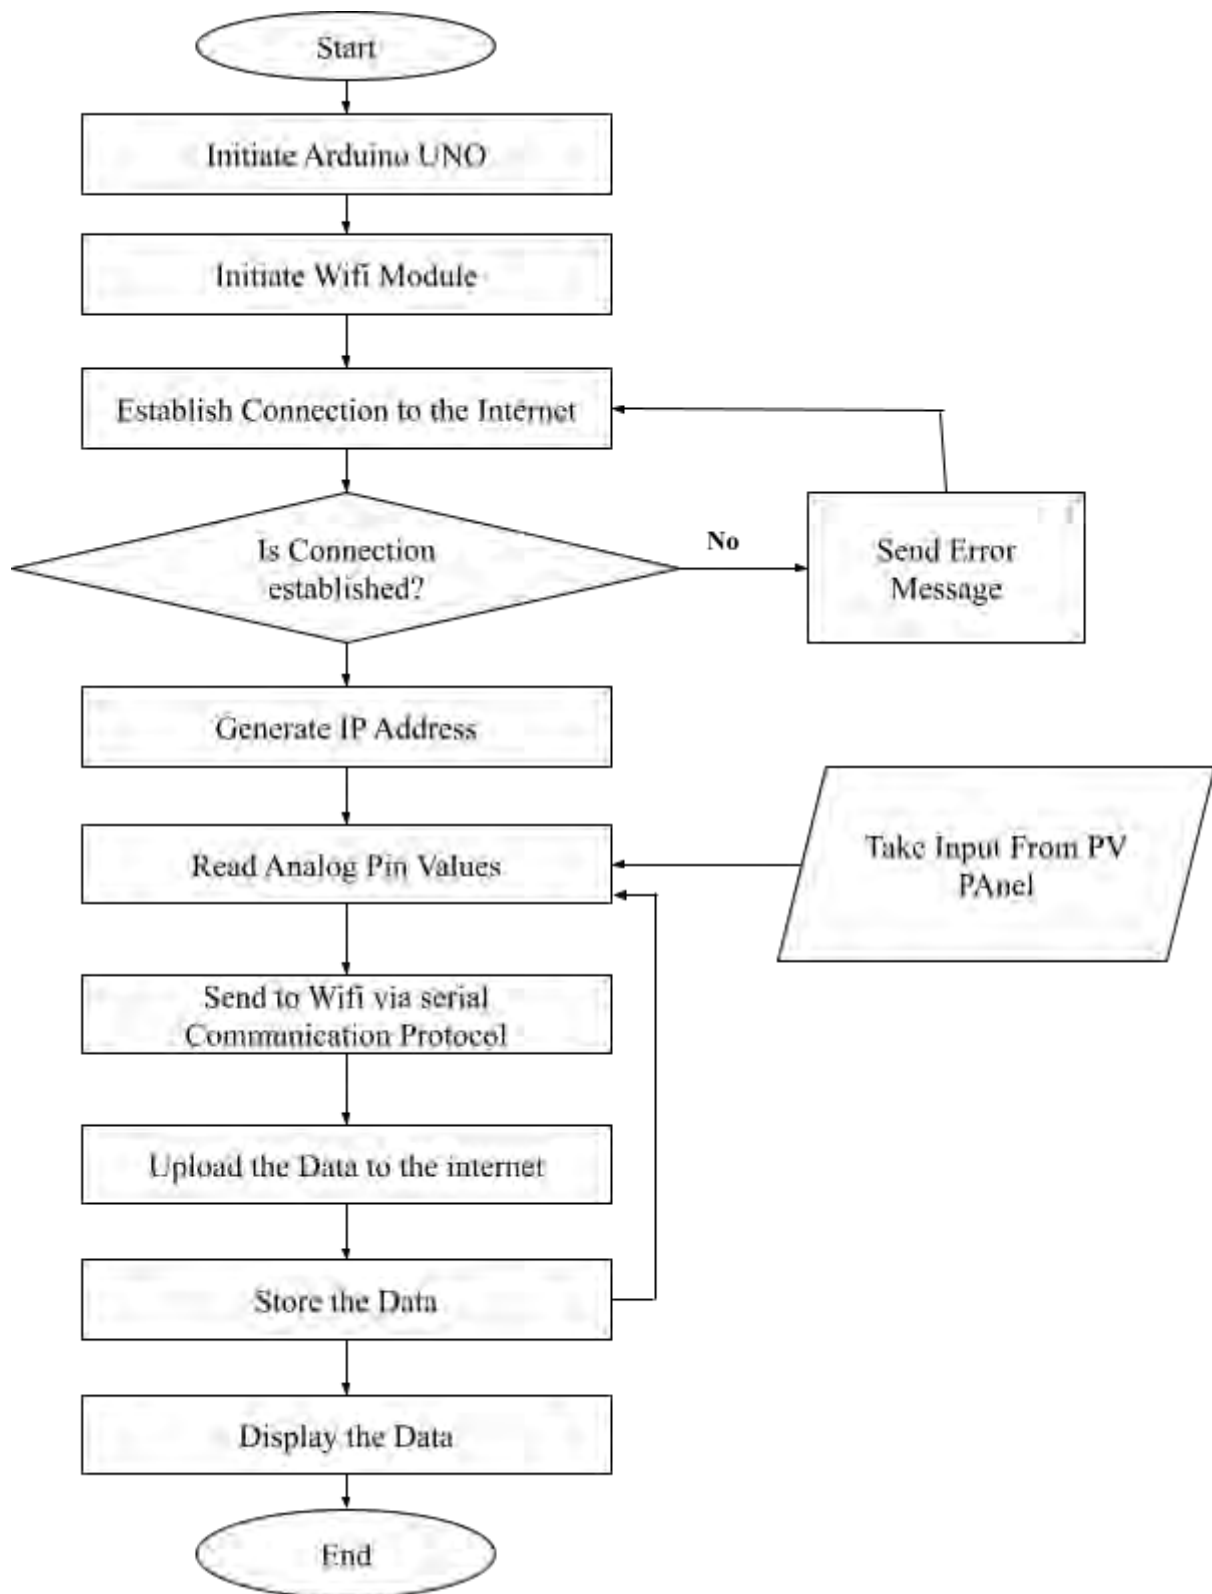 Start
Initiate Arduino UNO
Initiate Wifi Module
Establish Connection to the Internet
Is Connection
established?
No
Send Error
Message
Generate IP Address
Read Analog Pin Values
Take Input From PV
PAnel
Send to Wifi via serial
Communication Protocol
Upload the Data to the internet
Store the Data
Display the Data
End